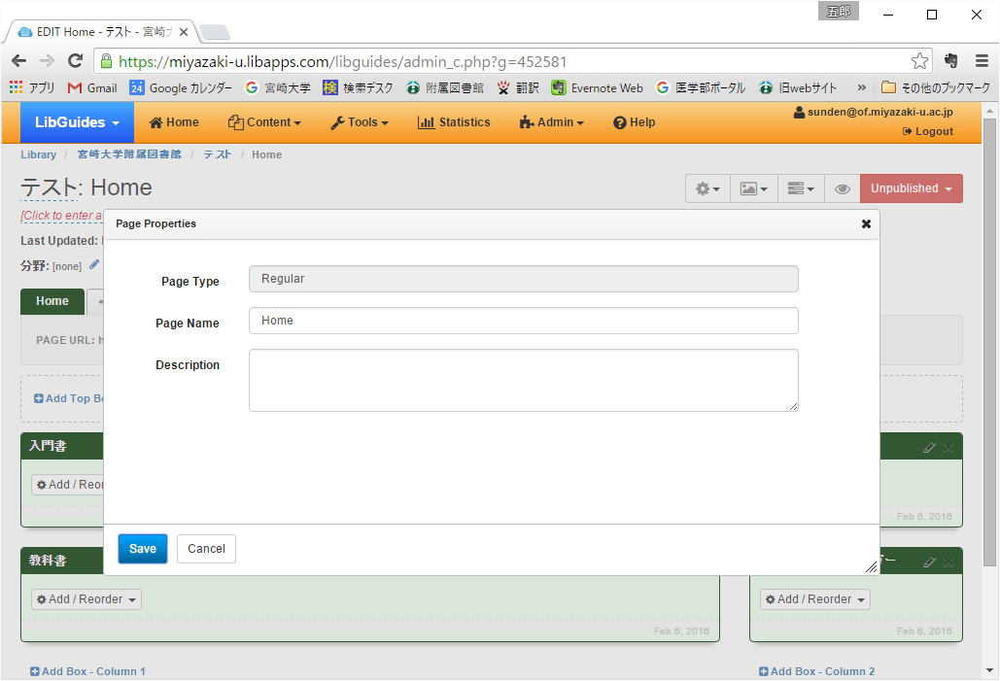 五郎
EDIT Home - テスト - 宮崎大
https://miyazaki-u.libapps.com/libguides/admin_c.php?g=452581
アプリ Gmail 24 Google カレンダー 宮崎大学 検 検索デスク 附属図書館 翻訳 Evernote Web 医学部ポータル 旧webサイト » その他のブックマーク
LibGuides Home Content Tools Statistics Admin Help
sunden@of.miyazaki-u.ac.jp
Logout
Library / 宮崎大学附属図書館 / テスト / Home
テスト: Home
Unpublished
[Click to enter a
Page Properties
Last Updated:
分野: [none]
Page Type Regular
Home
Page Name Home
PAGE URL: h
Description
Add Top Bo
入門書
Add / Reor
Feb 6, 2016
Save Cancel
教科書
ー
Add / Reorder
Add / Reorder
Feb 6, 2016
Feb 6, 2016
Add Box - Column 1
Add Box - Column 2